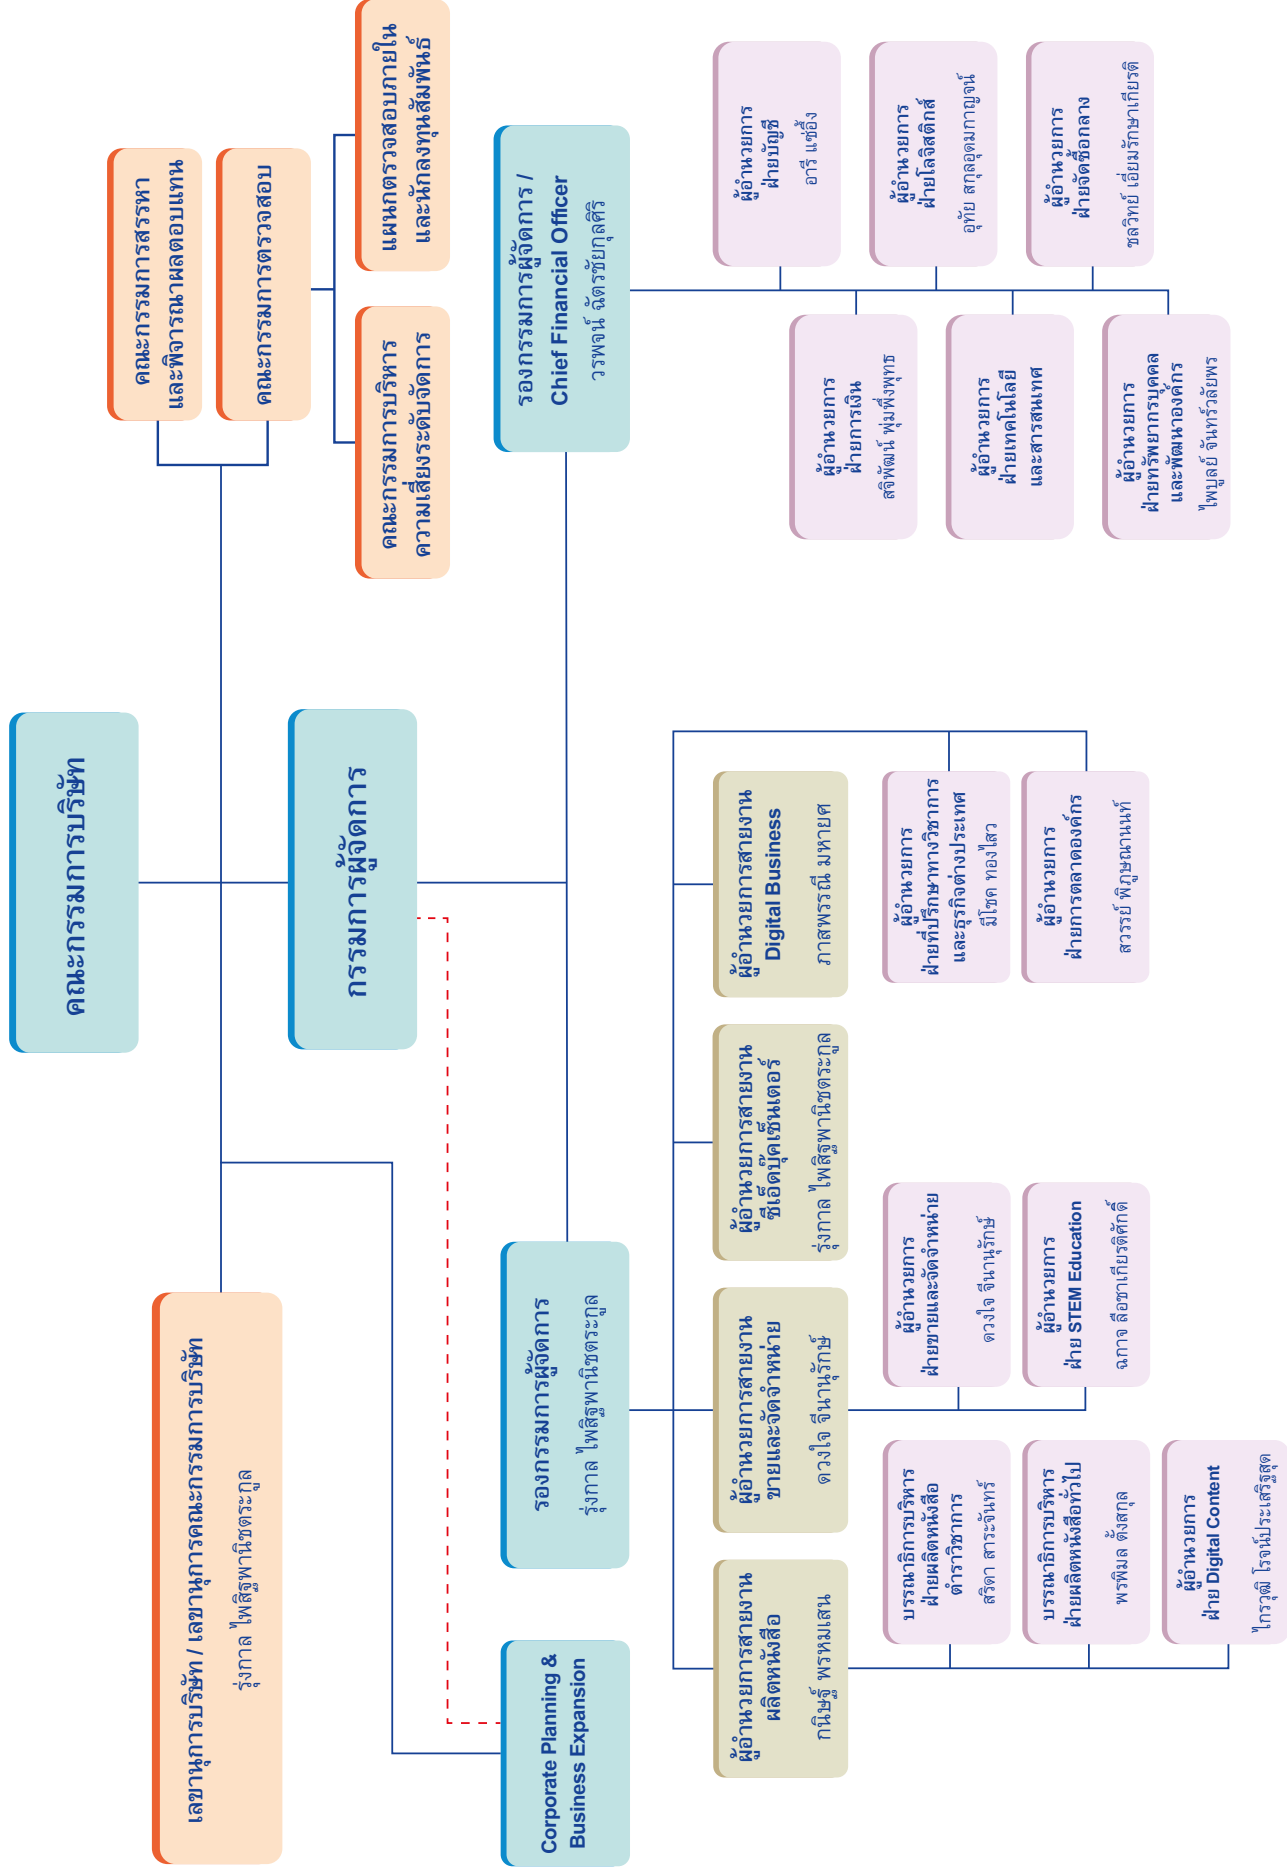 คณะกรรมการบริษัท
คณะกรรมการสรรหา
และพิจารณาผลตอบแทน
คณะกรรมการตรวจสอบ
เลขานุการบริษัท / เลขานุการคณะกรรมการบริษัท
รุ่งกาล ไพสิฐพานิชตระกูล
กรรมการผู้จัดการ
คณะกรรมการบริหาร
ความเสี่ยงระดับจัดการ
แผนกตรวจสอบภายใน
และนักลงทุนสัมพันธ์
Corporate Planning &
Business Expansion
รองกรรมการผู้จัดการ
รุ่งกาล ไพสิฐพานิชตระกูล
รองกรรมการผู้จัดการ /
Chief Financial Officer
วรพจน์ ฉัตรชัยกุลศิริ
ผู้อำนวยการสายงาน
ผลิตหนังสือ
กนิษฐ์ พรหมเสน
ผู้อำนวยการสายงาน
ขายและจัดจำหน่าย
ดวงใจ จีนานุรักษ์
ผู้อำนวยการสายงาน
ซีเอ็ดบุ๊คเซ็นเตอร์
รุ่งกาล ไพสิฐพานิชตระกูล
ผู้อำนวยการสายงาน
Digital Business
ภาสพรรณี มหายศ
ผู้อำนวยการ
ฝ่ายบัญชี
อารี แซ่อึ้ง
ผู้อำนวยการ
ฝ่ายการเงิน
สจิพัฒน์ พุ่มพึ่งพุทธ
ผู้อำนวยการ
ฝ่ายโลจิสติกส์
อุทัย สกุลอุดมกาญจน์
ผู้อำนวยการ
ฝ่ายเทคโนโลยี
และสารสนเทศ
ผู้อำนวยการ
ฝ่ายจัดซื้อกลาง
ชลวิทย์ เอี่ยมรักษาเกียรติ
ผู้อำนวยการ
ฝ่ายทรัพยากรบุคคล
และพัฒนาองค์กร
ไพบูลย์ จันทร์วลัยพร
บรรณาธิการบริหาร
ฝ่ายผลิตหนังสือ
ตำราวิชาการ
สริดา สาระจันทร์
บรรณาธิการบริหาร
ฝ่ายผลิตหนังสือทั่วไป
พรพิมล ตั้งสกุล
ผู้อำนวยการ
ฝ่าย Digital Content
ไกรวุฒิ โรจน์ประเสริฐสุด
ผู้อำนวยการ
ฝ่ายขายและจัดจำหน่าย
ดวงใจ จีนานุรักษ์
ผู้อำนวยการ
ฝ่าย STEM Education
ฉกาจ ลือชาเกียรติศักดิ์
ผู้อำนวยการ
ฝ่ายที่ปรึกษาทางวิชาการ
และธุรกิจต่างประเทศ
มีโชค ทองไสว
ผู้อำนวยการ
ฝ่ายการตลาดองค์กร
สวรรย์ พิภูษณานนท์